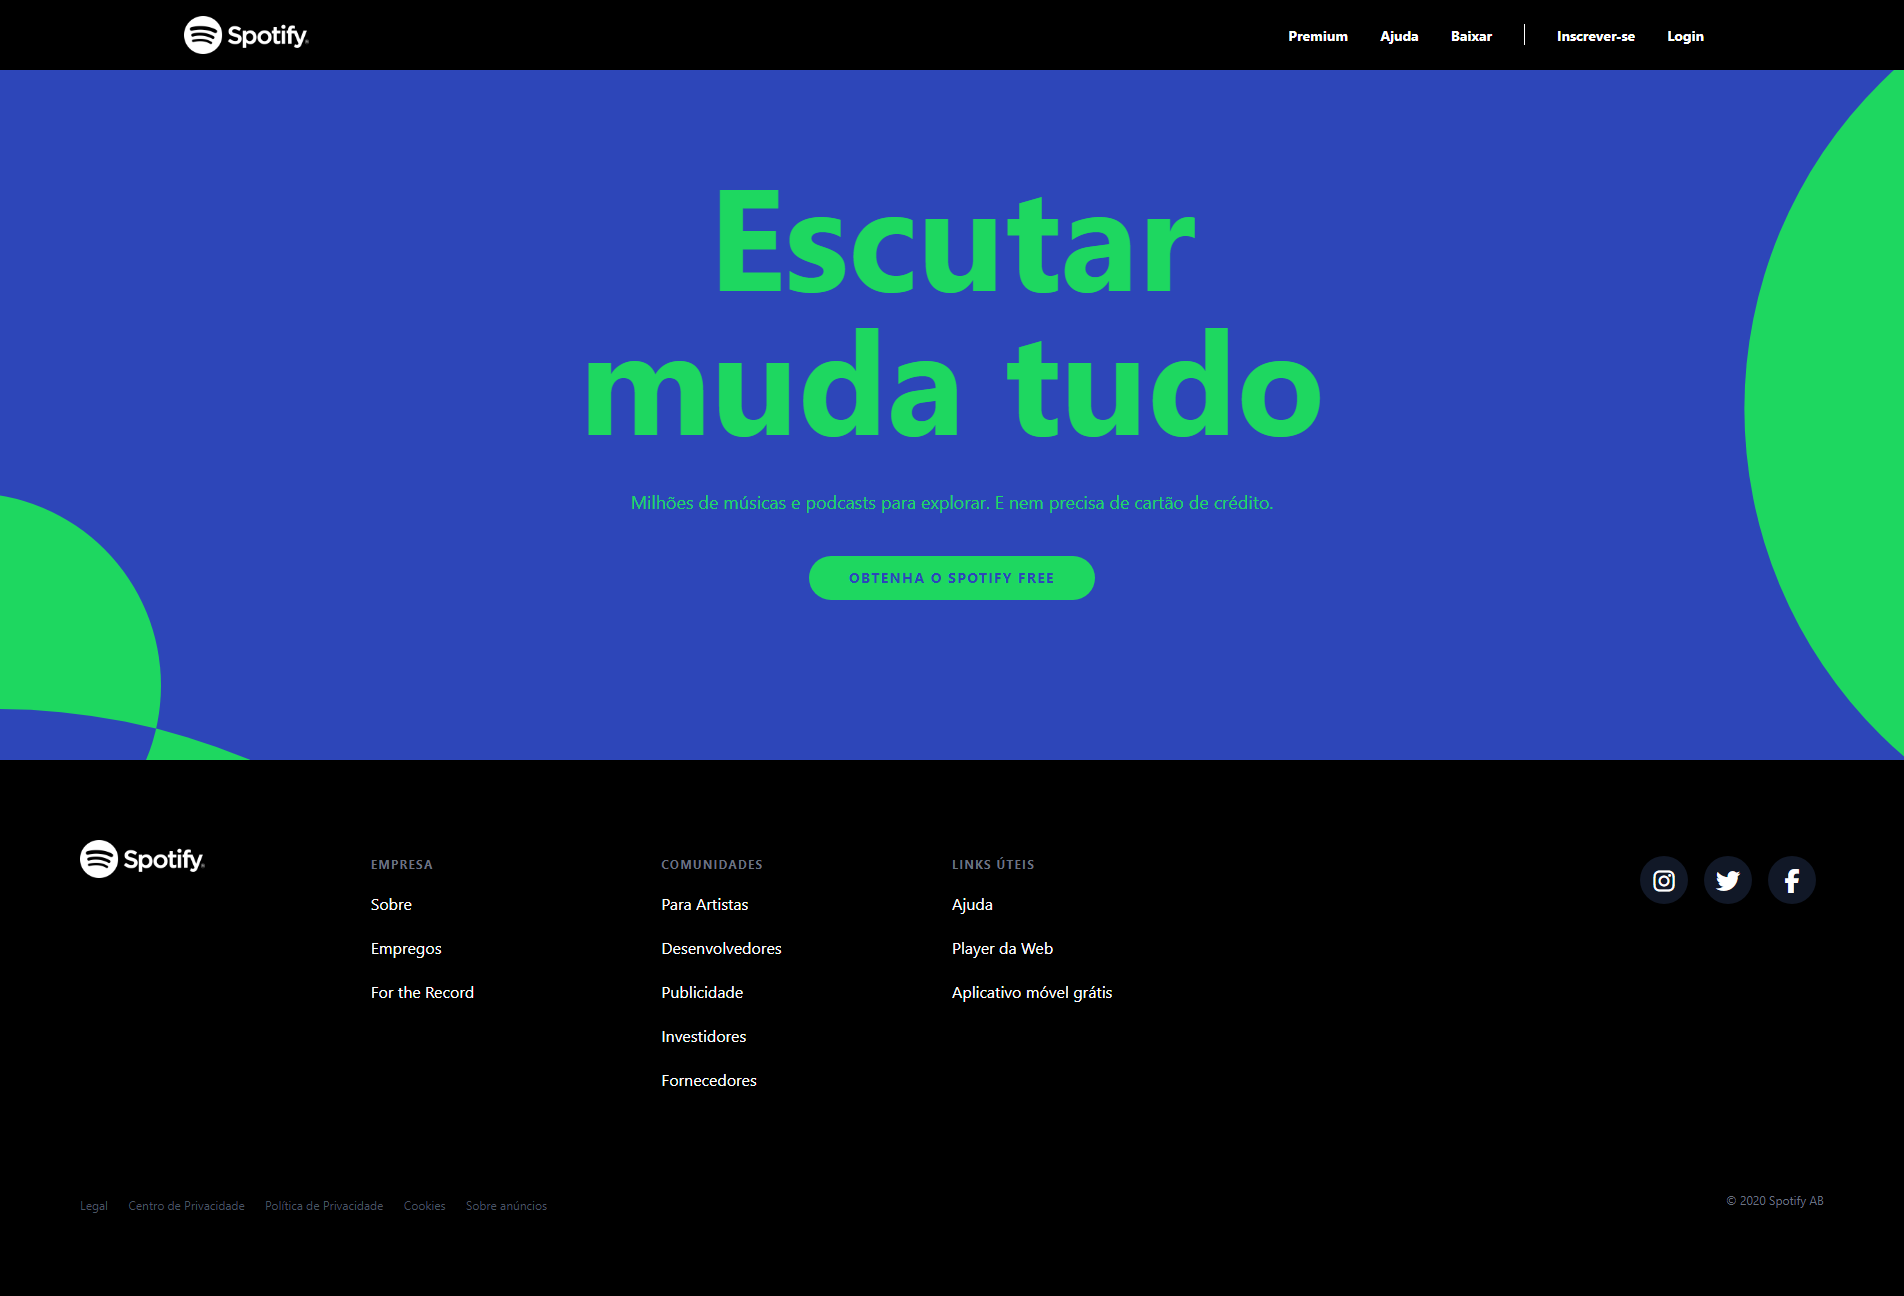 Spotify
Premium Ajuda Baixar Inscrever-se Login
Escutar
muda tudo
Milhões de músicas e podcasts para explorar. E nem precisa de cartão de crédito.
OBTENHA O SPOTIFY FREE
Spotify
EMPRESA
Sobre
Empregos
For the Record
COMUNIDADES
Para Artistas
Desenvolvedores
Publicidade
Investidores
Fornecedores
LINKS ÚTEIS
Ajuda
Player da Web
Aplicativo móvel grátis
Legal Centro de Privacidade Política de Privacidade Cookies Sobre anúncios
© 2020 Spotify AB